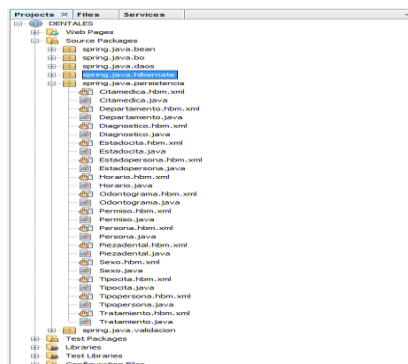 Projects × Files Services
DENTALES
Web Pages
Source Packages
spring.java.bean
spring.java.bo
spring.java.daos
spring.java.hibernate
spring.java.persistencia
Citamedica.hbm.xml
Citamedica.java
Departamento.hbm.xml
Departamento.java
Diagnostico.hbm.xml
Diagnostico.java
Estadocita.hbm.xml
Estadocita.java
Estadopersona.hbm.xml
Estadopersona.java
Horario.hbm.xml
Horario.java
Odontograma.hbm.xml
Odontograma.java
Permiso.hbm.xml
Permiso.java
Persona.hbm.xml
Persona.java
Piezadental.hbm.xml
Piezadental.java
Sexo.hbm.xml
Sexo.java
Tipocita.hbm.xml
Tipocita.java
Tipopersona.hbm.xml
Tipopersona.java
Tratamiento.hbm.xml
Tratamiento.java
spring.java.validacion
Test Packages
Libraries
Test Libraries
Configuration Files